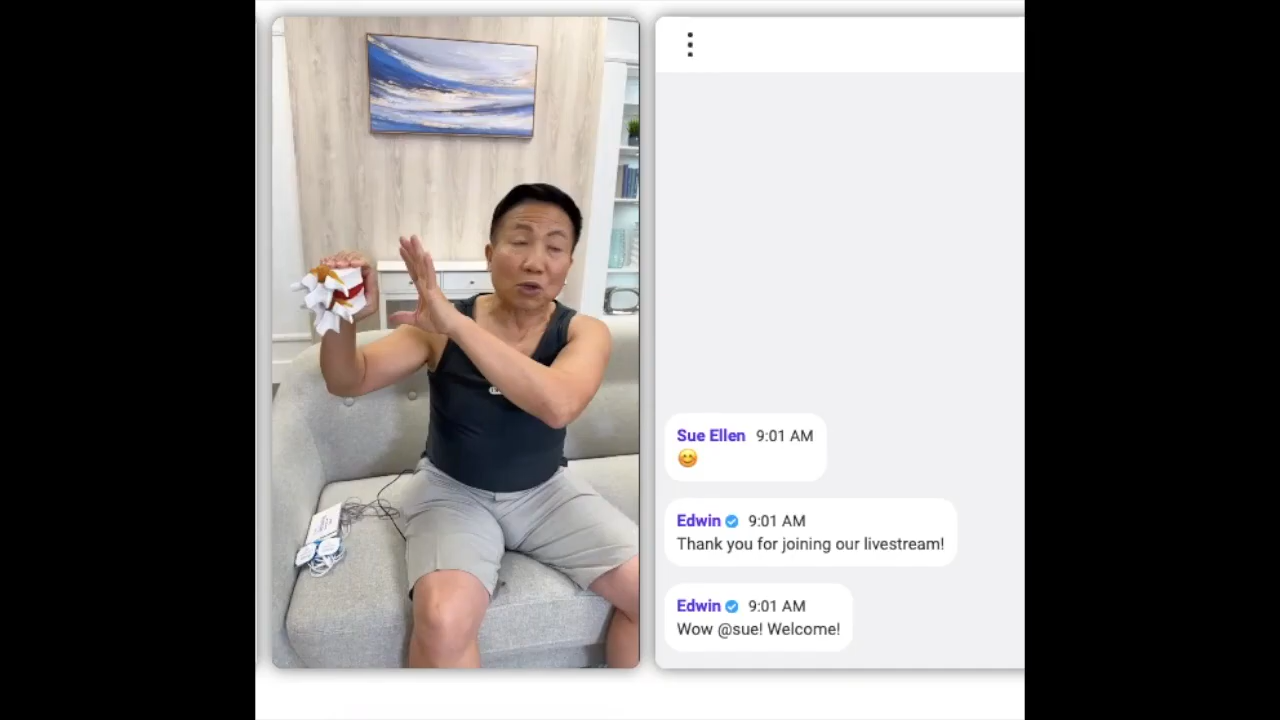 Sue Ellen 9:01 AM
😊
Edwin 9:01 AM
Thank you for joining our livestream!
Edwin 9:01 AM
Wow @sue! Welcome!